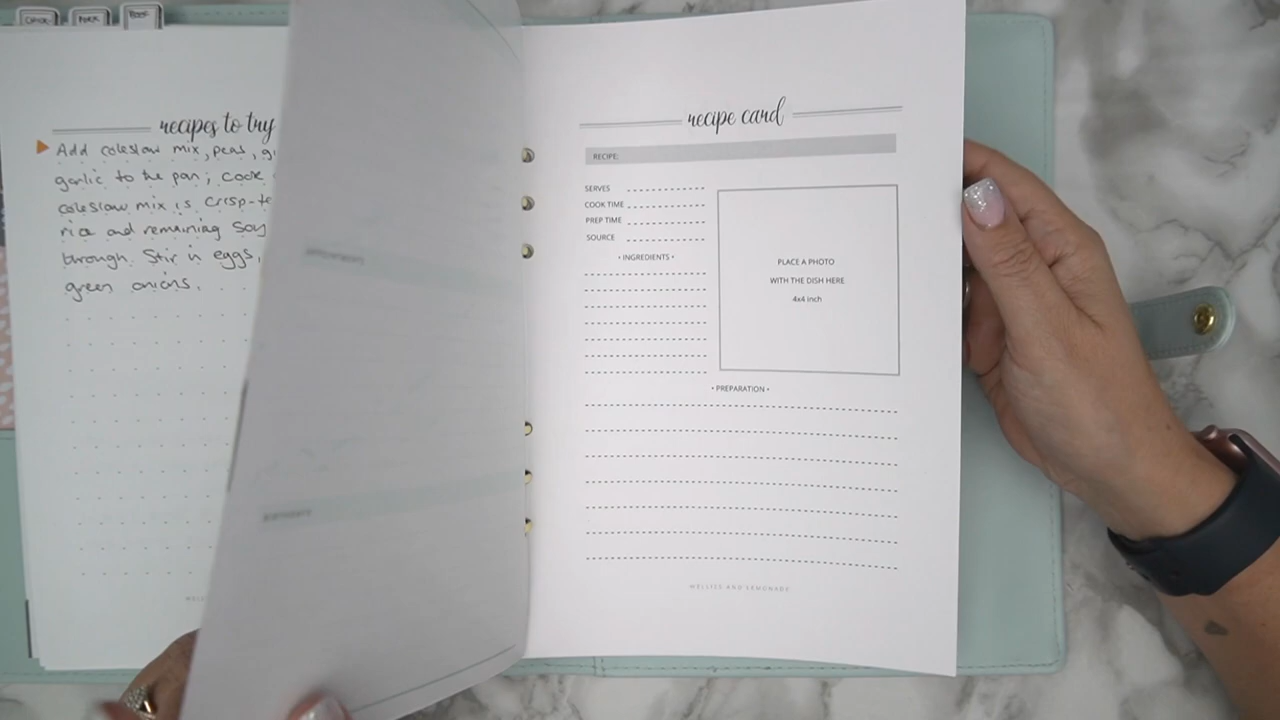 PORK
recipes to try
Add coleslaw mix, peas,
garlic to the pan; cook
coleslaw mix is crisp-te
rice and remaining soy
through. Stir in eggs,
green onions.
recipe card
RECIPE:
SERVES
COOK TIME
PREP TIME
SOURCE
• INGREDIENTS •
PLACE A PHOTO
WITH THE DISH HERE
4x4 inch
• PREPARATION •
WELLIES AND LEMONADE